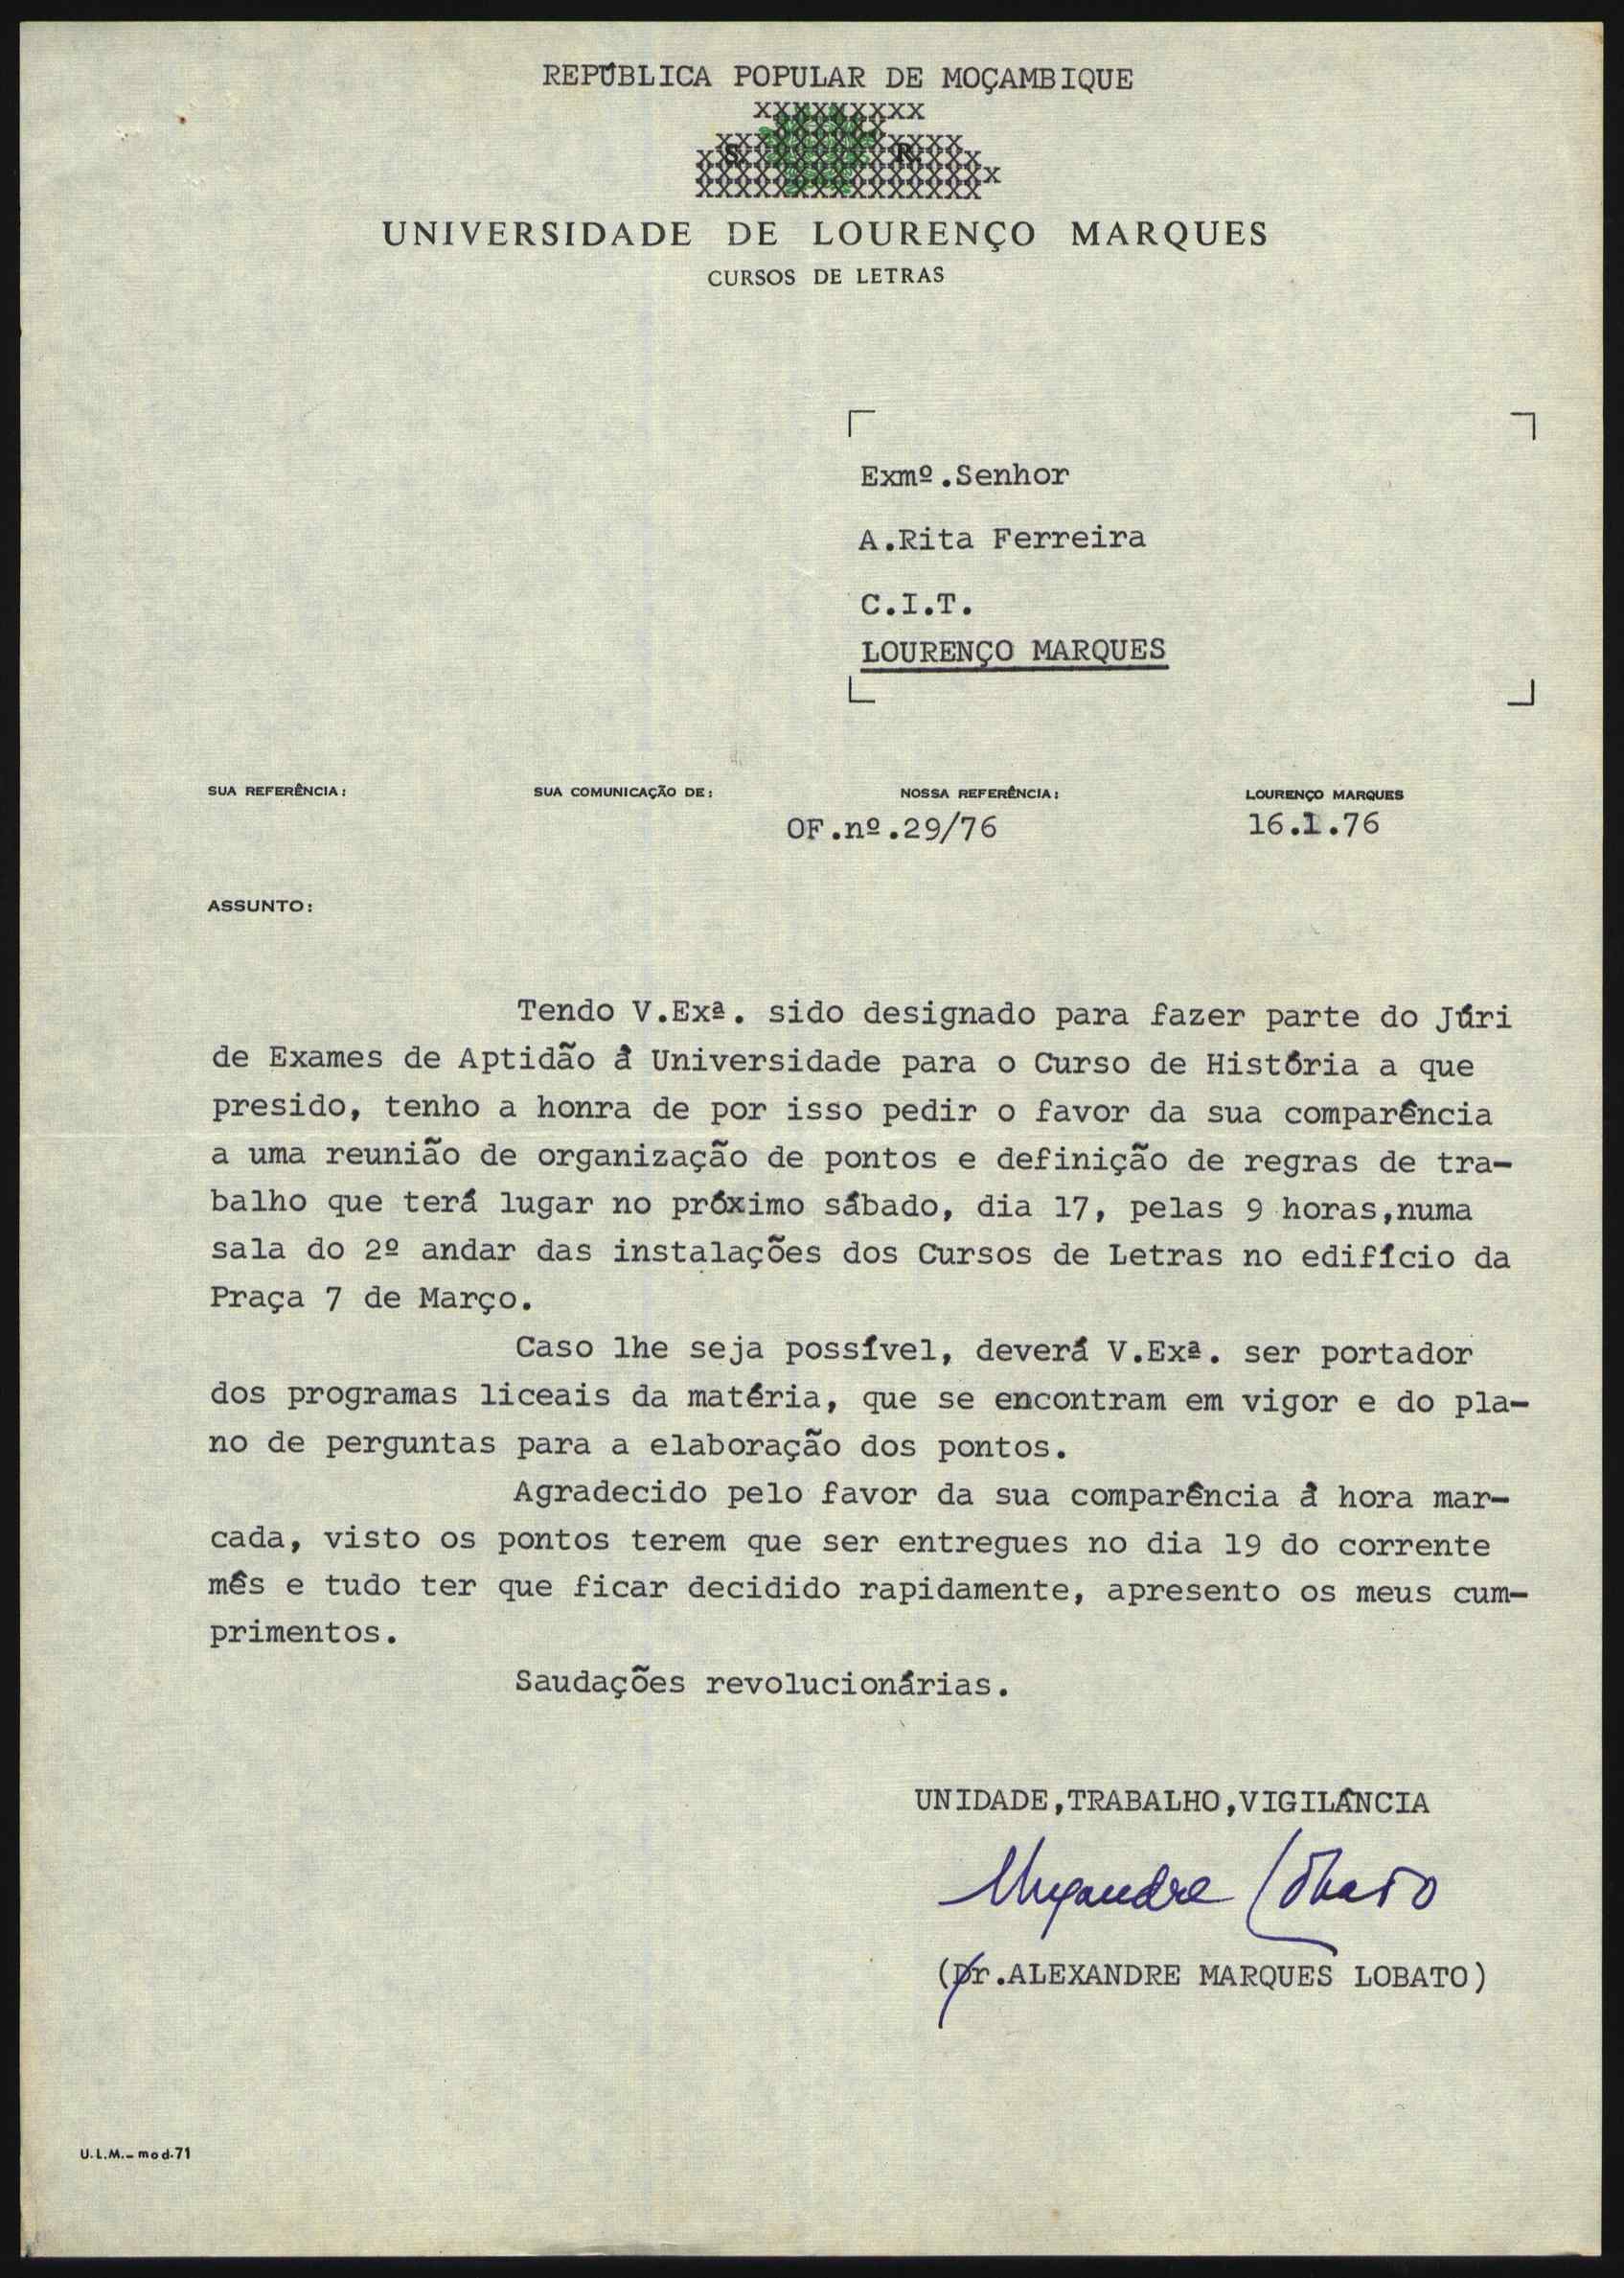 REPÚBLICA POPULAR DE MOÇAMBIQUE
xxxxxxxxx
S. R.
UNIVERSIDADE DE LOURENÇO MARQUES
CURSOS DE LETRAS
Exmº.Senhor
A.Rita Ferreira
C.I.T.
LOURENÇO MARQUES
SUA REFERÊNCIA: SUA COMUNICAÇÃO DE: NOSSA REFERÊNCIA: LOURENÇO MARQUES
OF.nº.29/76 16.1.76
ASSUNTO:
Tendo V.Exª. sido designado para fazer parte do Júri
de Exames de Aptidão à Universidade para o Curso de História a que
presido, tenho a honra de por isso pedir o favor da sua comparência
a uma reunião de organização de pontos e definição de regras de tra-
balho que terá lugar no próximo sábado, dia 17, pelas 9 horas,numa
sala do 2º andar das instalações dos Cursos de Letras no edifício da
Praça 7 de Março.
Caso lhe seja possível, deverá V.Exª. ser portador
dos programas liceais da matéria, que se encontram em vigor e do pla-
no de perguntas para a elaboração dos pontos.
Agradecido pelo favor da sua comparência à hora mar-
cada, visto os pontos terem que ser entregues no dia 19 do corrente
mês e tudo ter que ficar decidido rapidamente, apresento os meus cum-
primentos.
Saudações revolucionárias.
UNIDADE,TRABALHO,VIGILÂNCIA
Alexandre Lobato
(Dr.ALEXANDRE MARQUES LOBATO)
U.L.M.-mod.71